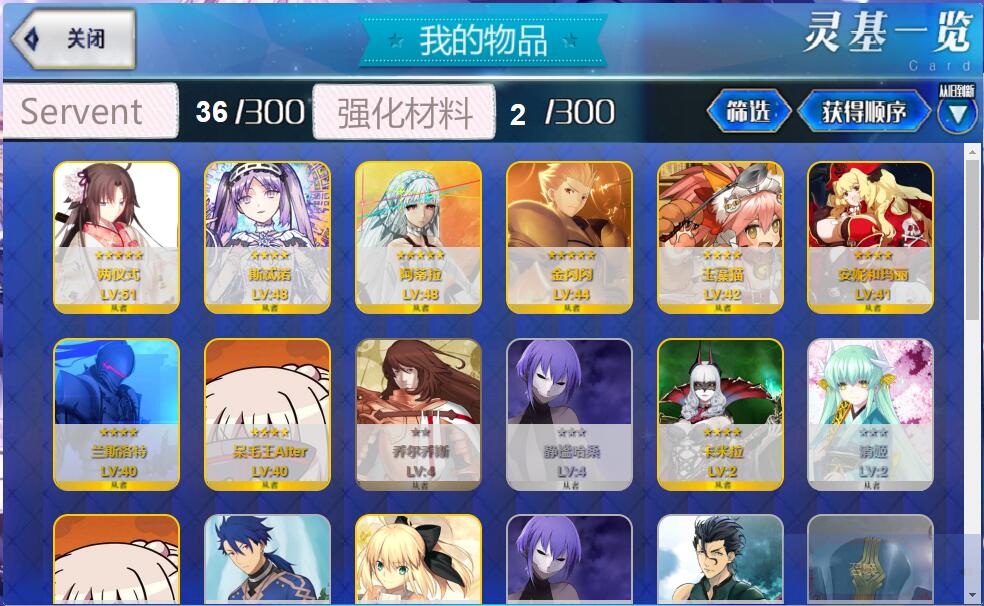 关闭
我的物品
灵基一览
Card
Servent
36 /300
强化材料
2 /300
筛选
获得顺序
从旧到新
★★★★★
两仪式
LV:51
从者
★★★★
斯忒诺
LV:48
从者
★★★★★
阿蒂拉
LV:48
从者
★★★★★
金闪闪
LV:44
从者
★★★★
玉藻猫
LV:42
从者
★★★★
安妮和玛丽
LV:41
从者
★★★★
兰斯洛特
LV:40
从者
★★★★
呆毛王Alter
LV:40
从者
★★
乔尔乔斯
LV:4
从者
★★★
静谧哈桑
LV:4
从者
★★★★
卡米拉
LV:2
从者
★★★
清姬
LV:2
从者